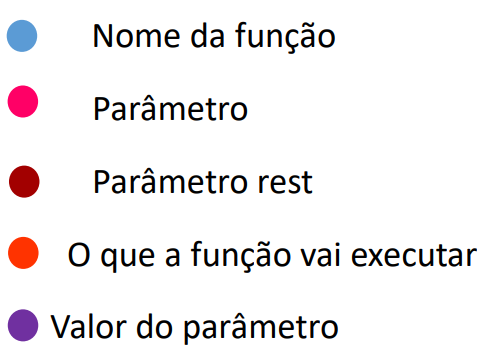 Nome da função
Parâmetro
Parâmetro rest
O que a função vai executar
Valor do parâmetro